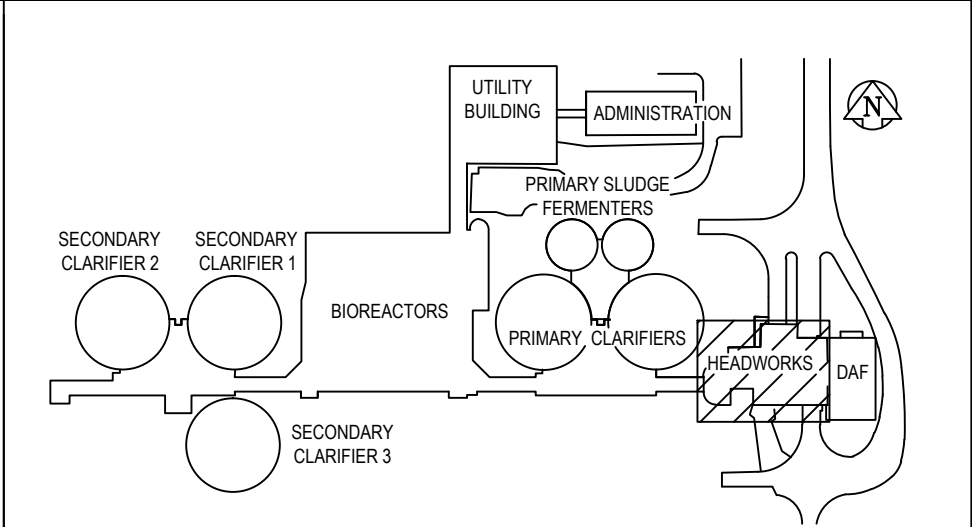 UTILITY
BUILDING
ADMINISTRATION
N
PRIMARY SLUDGE
FERMENTERS
SECONDARY
CLARIFIER 2
SECONDARY
CLARIFIER 1
BIOREACTORS
PRIMARY CLARIFIERS
HEADWORKS
DAF
SECONDARY
CLARIFIER 3